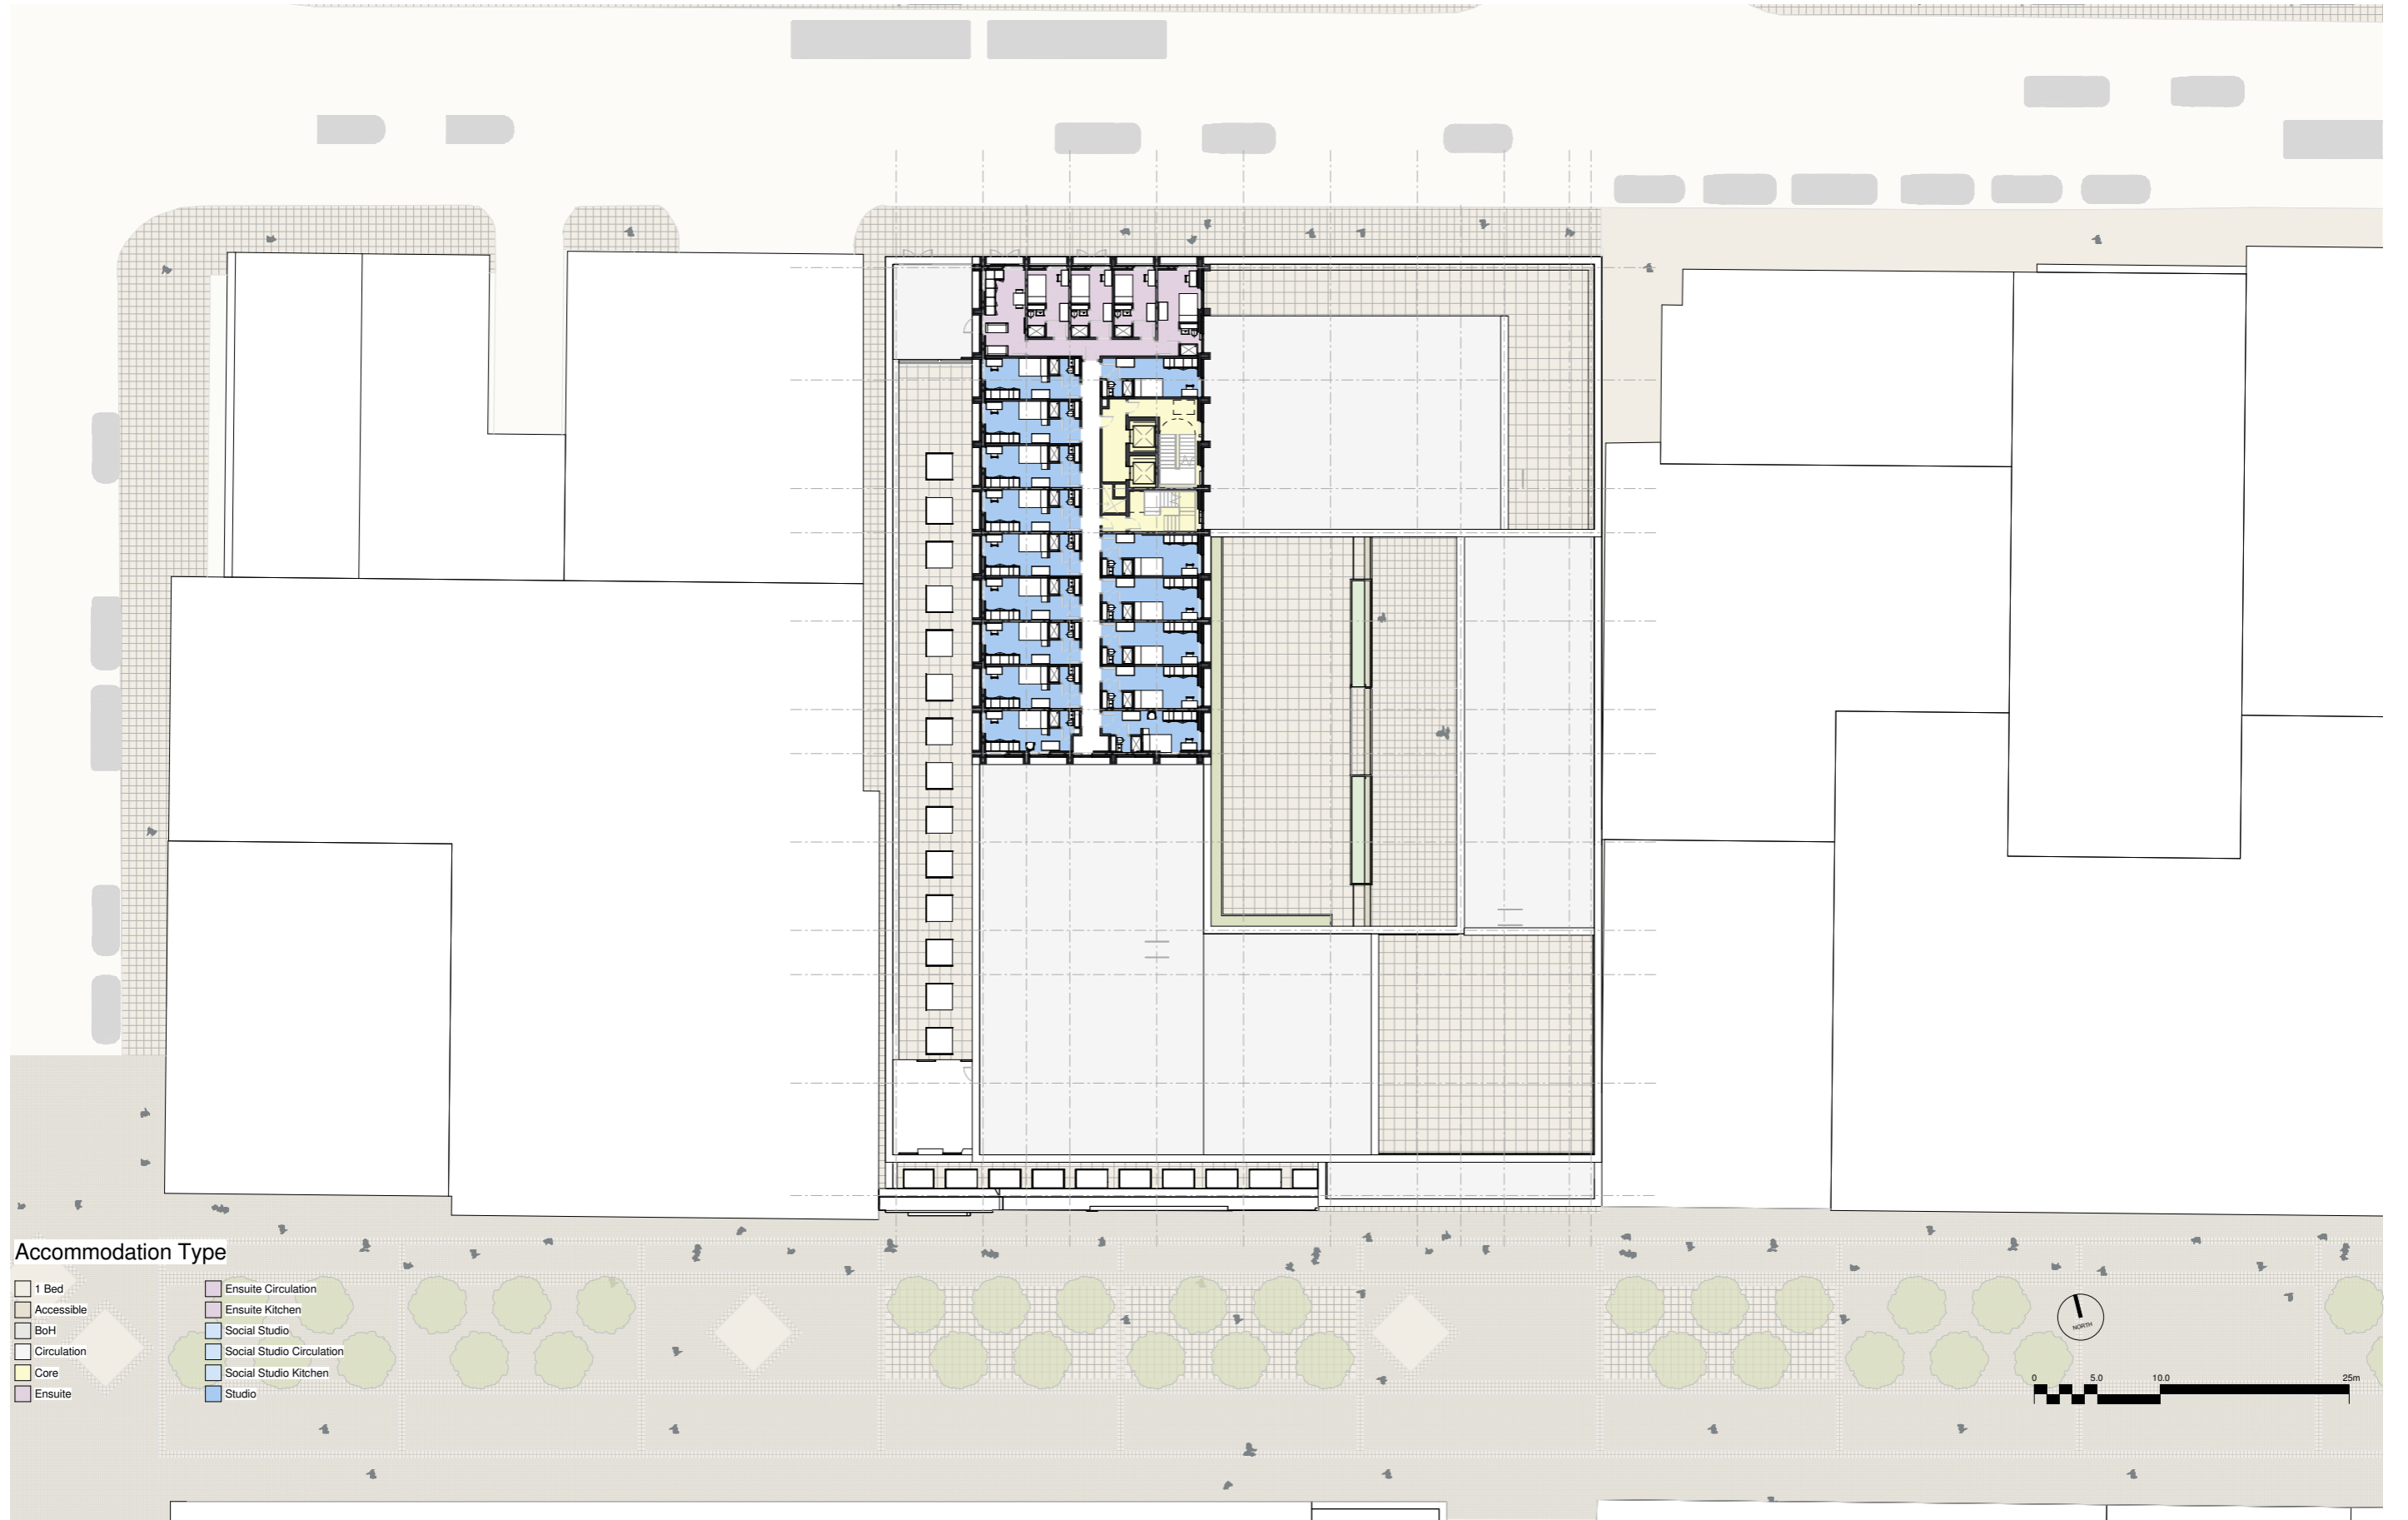 Accommodation Type
1 Bed
Accessible
BoH
Circulation
Core
Ensuite
Ensuite Circulation
Ensuite Kitchen
Social Studio
Social Studio Circulation
Social Studio Kitchen
Studio
NORTH
0 5.0 10.0 25m